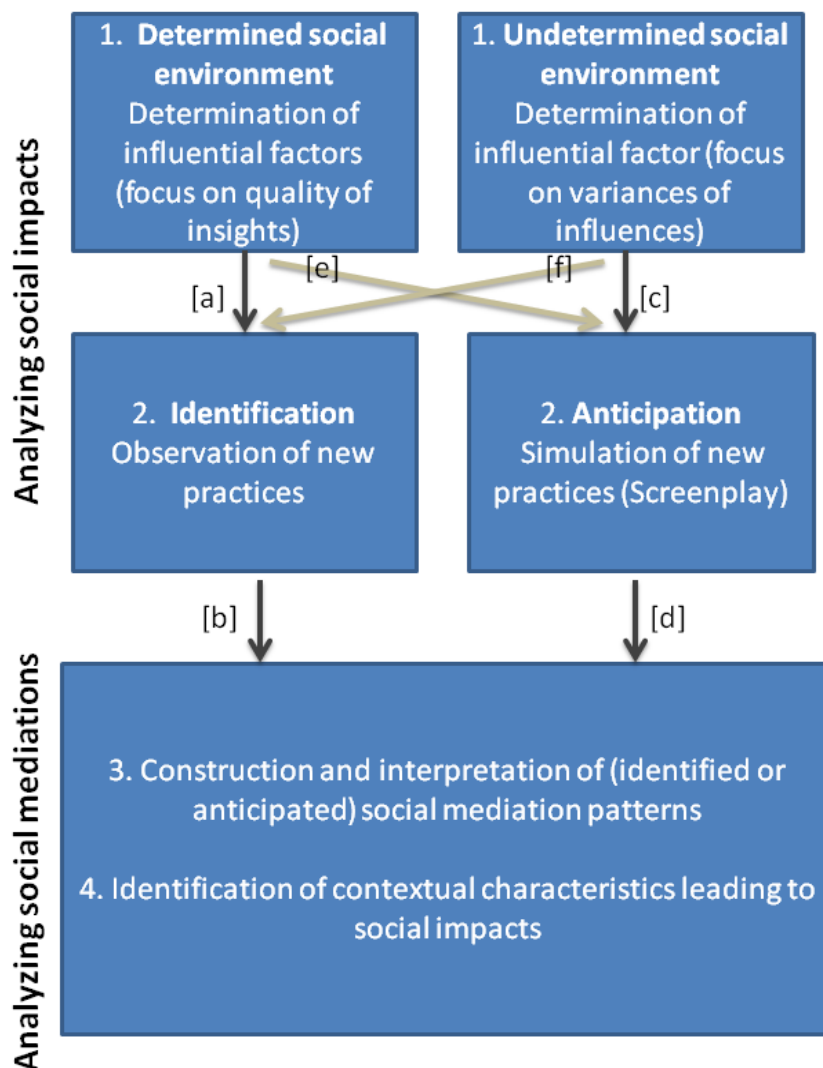 Analyzing social impacts
1. Determined social
environment
Determination of
influential factors
(focus on quality of
insights)
1. Undetermined social
environment
Determination of
influential factor (focus
on variances of
influences)
[a]
[e]
[f]
[c]
2. Identification
Observation of new
practices
2. Anticipation
Simulation of new
practices (Screenplay)
[b]
[d]
Analyzing social mediations
3. Construction and interpretation of (identified or
anticipated) social mediation patterns
4. Identification of contextual characteristics leading to
social impacts